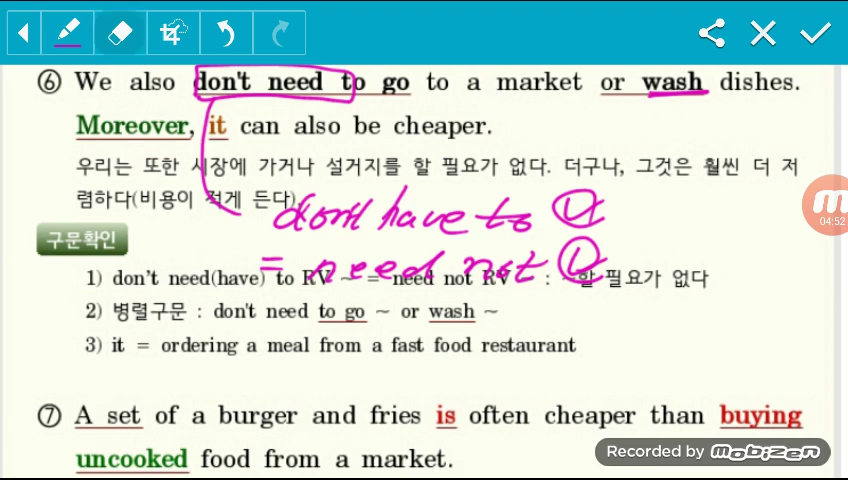 ⑥ We also don't need to go to a market or wash dishes.
Moreover, it can also be cheaper.
우리는 또한 시장에 가거나 설거지를 할 필요가 없다. 더구나, 그것은 훨씬 더 저
렴하다(비용이 적게 든다).
don't have to Ⓥ
구문확인
= need not Ⓥ
1) don't need(have) to RV ~ = need not RV : ~할 필요가 없다
2) 병렬구문 : don't need to go ~ or wash ~
3) it = ordering a meal from a fast food restaurant
⑦ A set of a burger and fries is often cheaper than buying
uncooked food from a market.
04:52
Recorded by mobizen